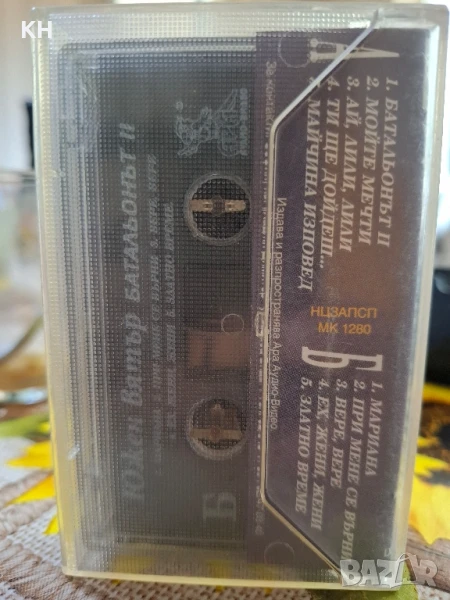 KH
А
1. БАТАЛЬОНЪТ II
2. МОЙТЕ МЕЧТИ
3. АЙ, ЛИЛИ, ЛИЛИ
4. ТИ ЩЕ ДОЙДЕШ...
5. МАЙЧИНА ИЗПОВЕД
НЦЗАПСП
МК 1280
Б
1. МАРИАНА
2. ПРИ МЕНЕ СЕ ВЪРНИ
3. ВЕРЕ, ВЕРЕ
4. ЕХ, ЖЕНИ, ЖЕНИ
5. ЗЛАТНО ВРЕМЕ
Издава и разпространява Ара Аудио-Видео
Южен Вятър БАТАЛЬОНЪТ II
Б
BAZAR